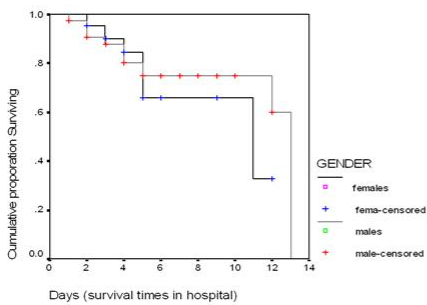 1.0
.8
.6
.4
.2
0.0
0 2 4 6 8 10 12 14
Cumulative proporation Surviving
Days (survival times in hospital)
GENDER
females
fema-censored
males
male-censored